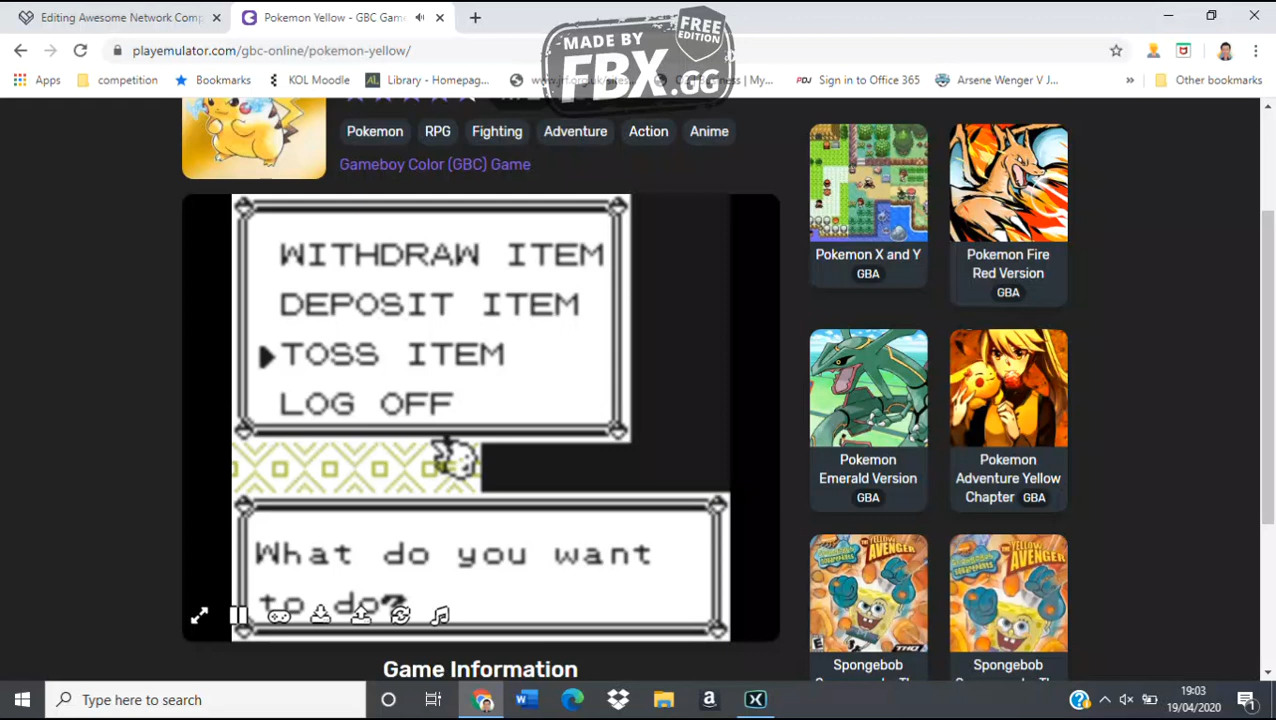 Editing Awesome Network Comp
Pokemon Yellow - GBC Game
MADE BY
FBX.GG
FREE
EDITION
playemulator.com/gbc-online/pokemon-yellow/
Apps
competition
Bookmarks
KOL Moodle
Library - Homepag...
Sign in to Office 365
Arsene Wenger V J...
Other bookmarks
Pokemon
RPG
Fighting
Adventure
Action
Anime
Gameboy Color (GBC) Game
WITHDRAW ITEM
DEPOSIT ITEM
TOSS ITEM
LOG OFF
What do you want
to do?
Game Information
Pokemon X and Y
GBA
Pokemon Fire
Red Version
GBA
Pokemon
Emerald Version
GBA
Pokemon
Adventure Yellow
Chapter GBA
Spongebob
Spongebob
Type here to search
19:03
19/04/2020
1